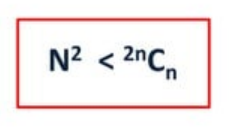 N² < ²ⁿCₙ